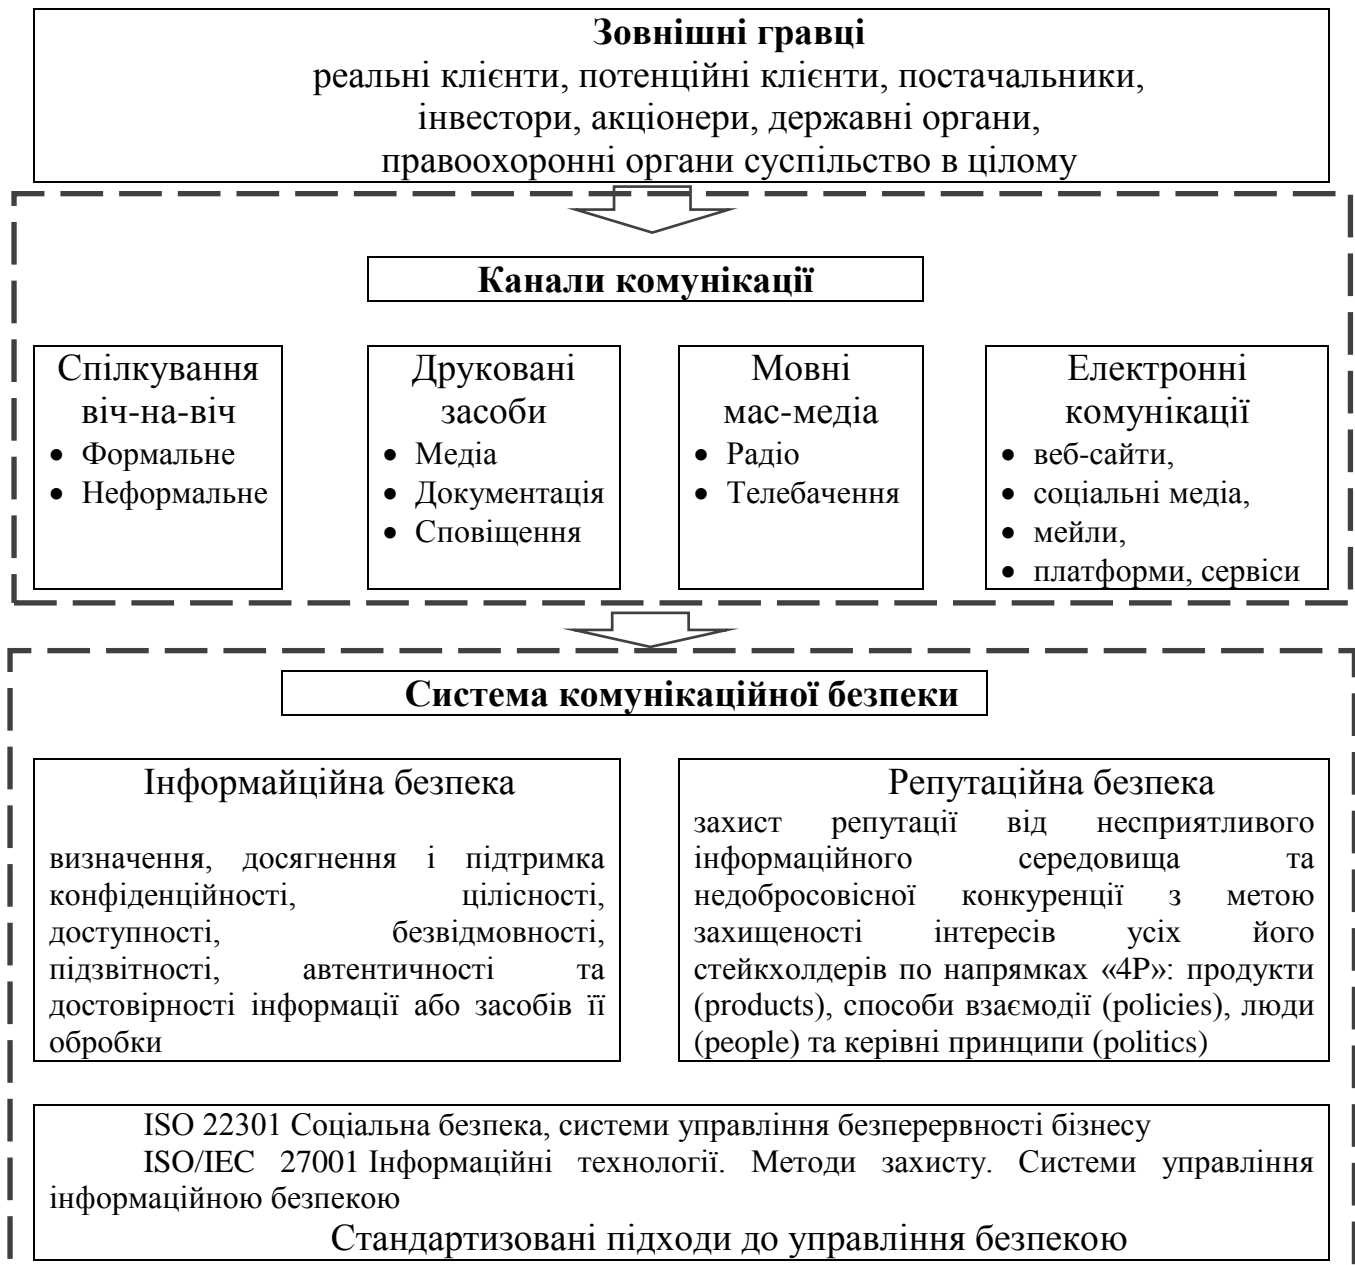 Зовнішні гравці
реальні клієнти, потенційні клієнти, постачальники,
інвестори, акціонери, державні органи,
правоохоронні органи суспільство в цілому
Канали комунікації
Спілкування
віч-на-віч
• Формальне
• Неформальне
Друковані
засоби
• Медіа
• Документація
• Сповіщення
Мовні
мас-медіа
• Радіо
• Телебачення
Електронні
комунікації
• веб-сайти,
• соціальні медіа,
• мейли,
• платформи, сервіси
Система комунікаційної безпеки
Інформайційна безпека
визначення, досягнення і підтримка
конфіденційності, цілісності,
доступності, безвідмовності,
підзвітності, автентичності та
достовірності інформації або засобів її
обробки
Репутаційна безпека
захист репутації від несприятливого
інформаційного середовища та
недобросовісної конкуренції з метою
захищеності інтересів усіх його
стейкхолдерів по напрямках «4Р»: продукти
(products), способи взаємодії (policies), люди
(people) та керівні принципи (politics)
ISO 22301 Соціальна безпека, системи управління безперервності бізнесу
ISO/IEC 27001 Інформаційні технології. Методи захисту. Системи управління
інформаційною безпекою
Стандартизовані підходи до управління безпекою